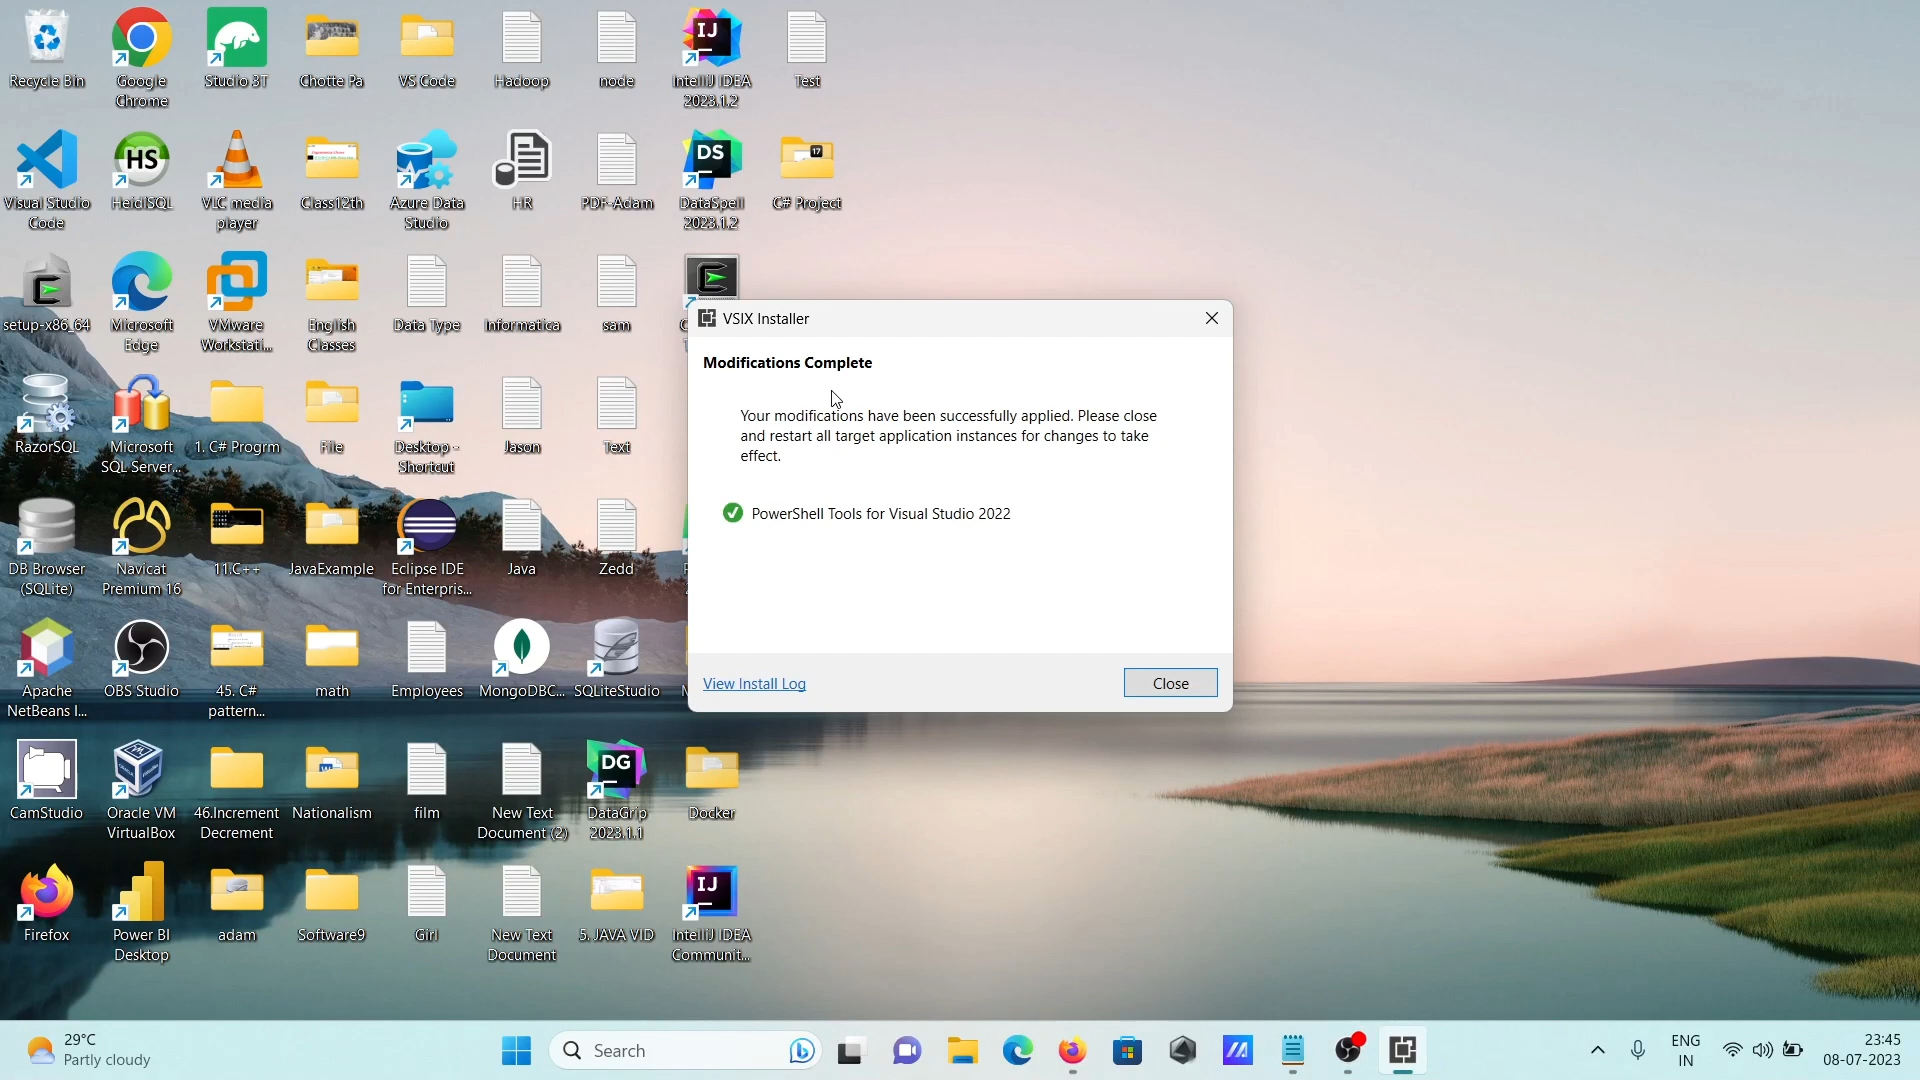 Recycle Bin
Google
Chrome
Studio 3T
Chotte Pa
VS Code
Hadoop
node
IntelliJ IDEA
2023.1.2
Test
Visual Studio
Code
HeidiSQL
VLC media
player
Class12th
Azure Data
Studio
HR
PDF-Adam
DataSpell
2023.1.2
C# Project
setup-x86_64
Microsoft
Edge
VMware
Workstati...
English
Classes
Data Type
Informatica
sam
RazorSQL
Microsoft
SQL Server...
1. C# Progrm
File
Desktop -
Shortcut
Jason
Text
DB Browser
(SQLite)
Navicat
Premium 16
11.C++
JavaExample
Eclipse IDE
for Enterpris...
Java
Zedd
Apache
NetBeans I...
OBS Studio
45. C#
pattern...
math
Employees
MongoDBC...
SQLiteStudio
CamStudio
Oracle VM
VirtualBox
46.Increment
Decrement
Nationalism
film
New Text
Document (2)
DataGrip
2023.1.1
Docker
Firefox
Power BI
Desktop
adam
Software9
Girl
New Text
Document
5. JAVA VID
IntelliJ IDEA
Communit...
VSIX Installer
Modifications Complete
Your modifications have been successfully applied. Please close
and restart all target application instances for changes to take
effect.
PowerShell Tools for Visual Studio 2022
View Install Log
Close
29°C
Partly cloudy
Search
ENG
IN
23:45
08-07-2023